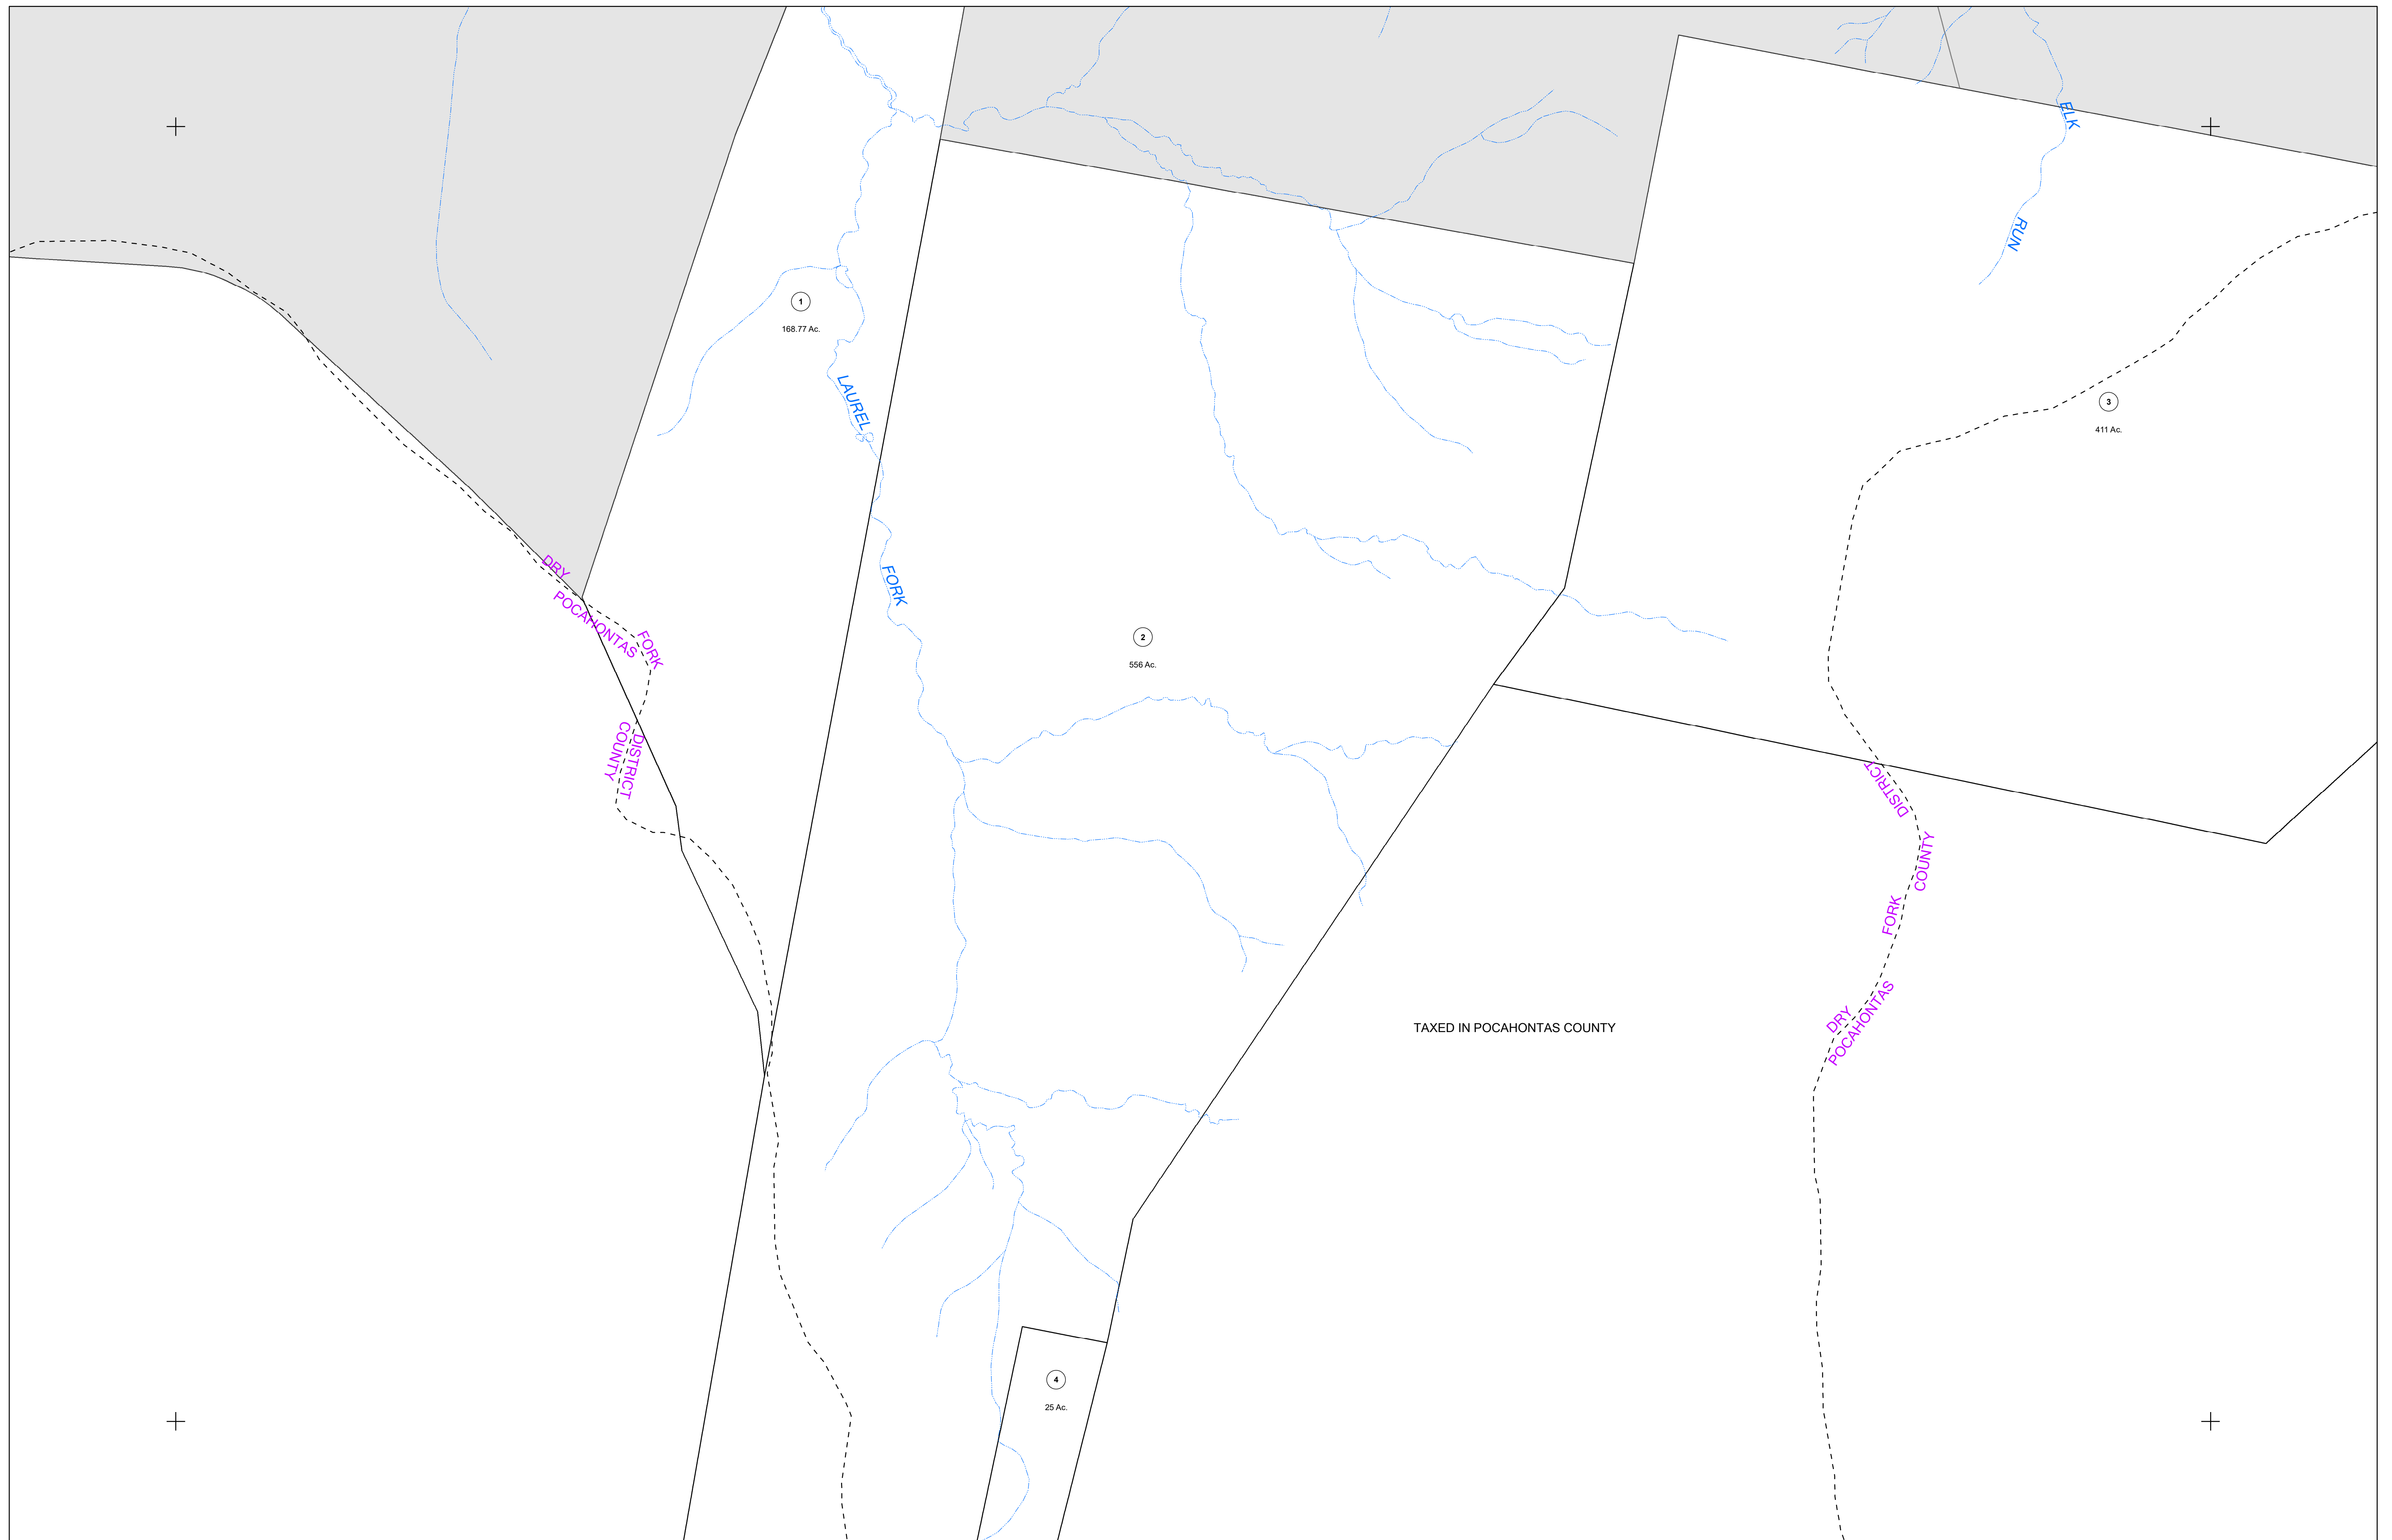 ELK
RUN
1
168.77 Ac.
LAUREL
3
411 Ac.
DRY
FORK
POCAHONTAS
FORK
2
556 Ac.
COUNTY
DISTRICT
DISTRICT
COUNTY
FORK
DRY
POCAHONTAS
TAXED IN POCAHONTAS COUNTY
4
25 Ac.